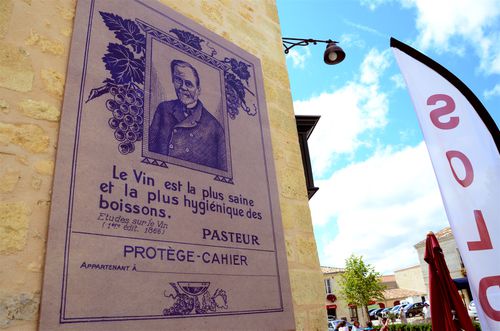 Le Vin est la plus saine
et la plus hygiénique des
boissons.
Etudes sur le Vin
(1ère édit. 1866)
PASTEUR
PROTÈGE-CAHIER
APPARTENANT À
SOLD